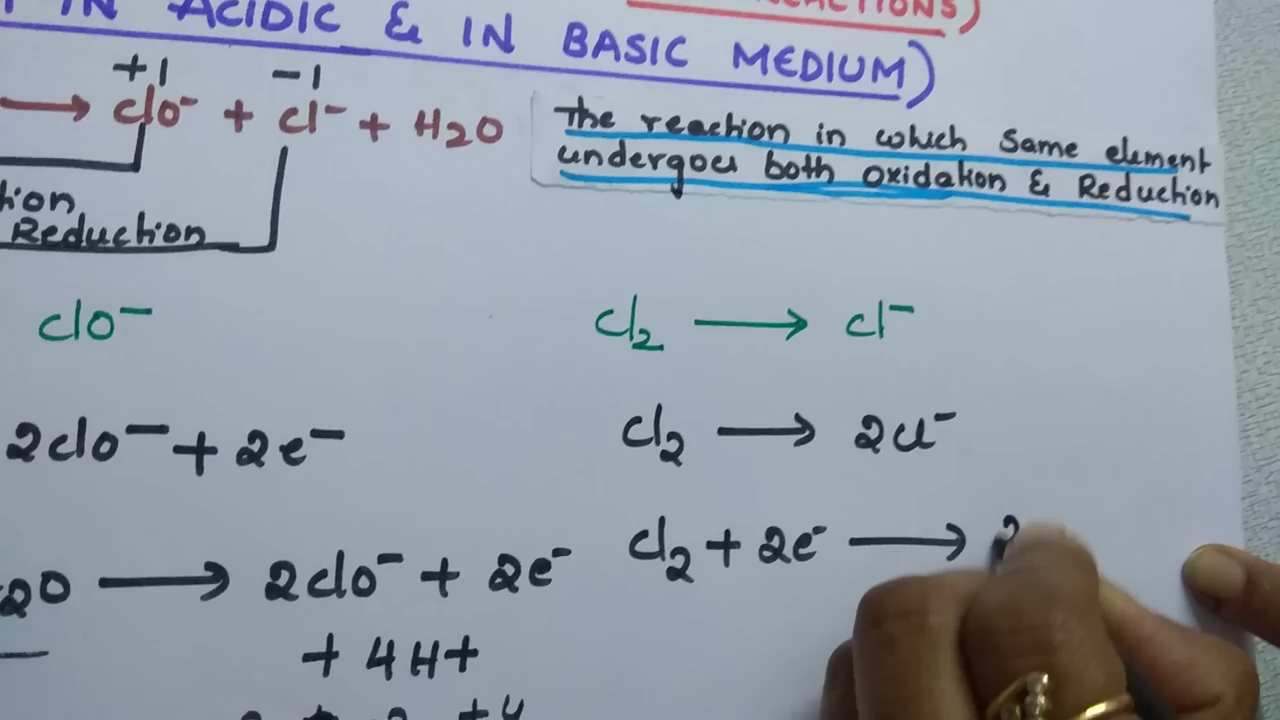 IN ACIDIC & IN BASIC MEDIUM)
+1 -1
⟶ ClO⁻ + Cl⁻ + H2O
The reaction in which Same element
undergoes both Oxidation & Reduction
Reduction
ClO⁻
Cl₂ ⟶ Cl⁻
2ClO⁻ + 2e⁻
Cl₂ ⟶ 2Cl⁻
Cl₂ + 2e⁻ ⟶ 2
2O ⟶ 2ClO⁻ + 2e⁻
+ 4H+